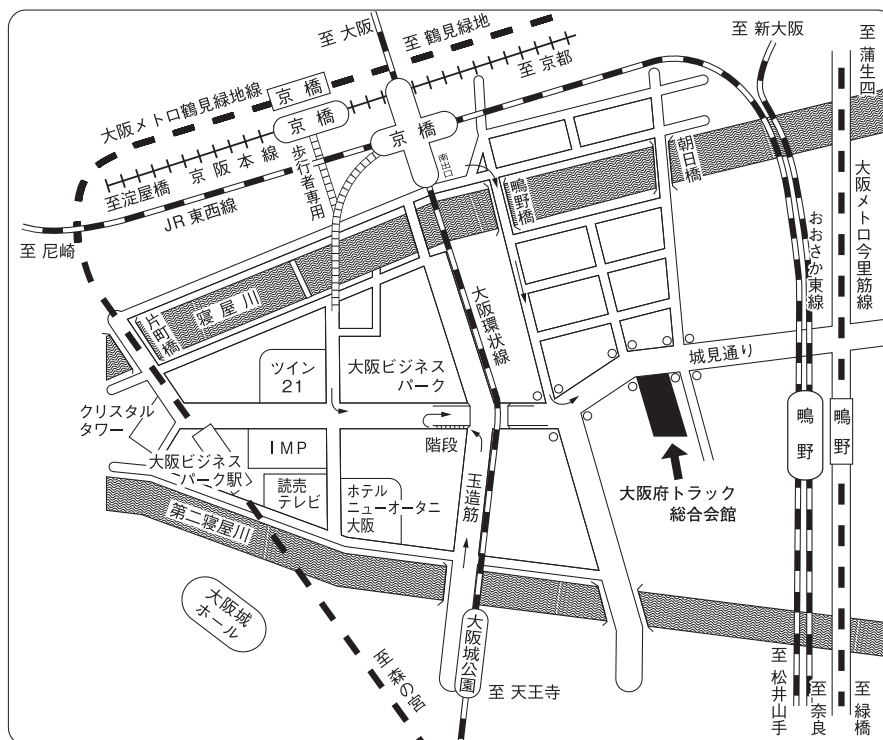 至 大阪
至 鶴見緑地
至 京都
至 新大阪
至 蒲生四
大阪メトロ鶴見緑地線
京橋
京橋
京橋
南出口
朝日橋
鴫野橋
歩行者専用
京阪本線
至淀屋橋
JR東西線
至 尼崎
大阪メトロ今里筋線
おおさか東線
寝屋川
片町橋
大阪環状線
城見通り
ツイン
21
大阪ビジネス
パーク
クリスタル
タワー
階段
IMP
大阪ビジネス
パーク駅
読売
テレビ
ホテル
ニューオータニ
大阪
玉造筋
鴫野
鴫野
大阪府トラック
総合会館
第二寝屋川
大阪城
ホール
大阪城公園
至 森の宮
至 天王寺
至 松井山手
至 奈良
至 緑橋